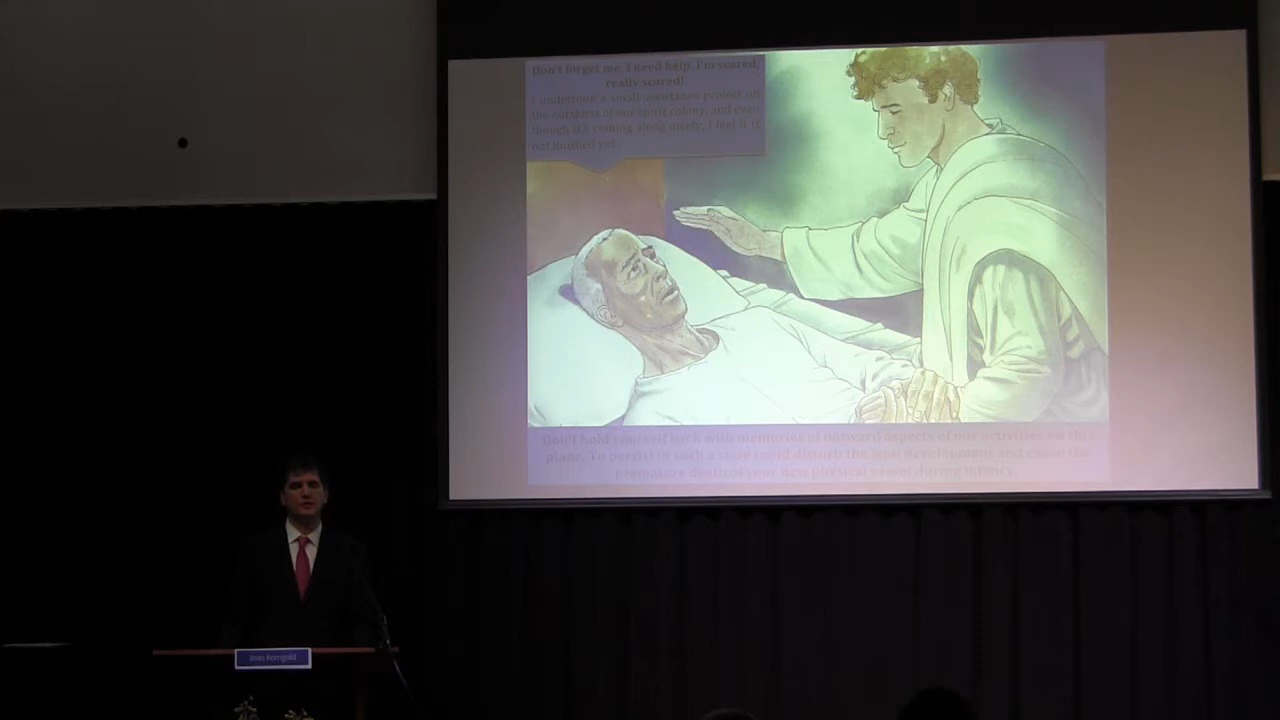 Don't forget me, I need help. I'm scared,
really scared!
I undertook a small assistance project on
the outskirts of our spirit colony, and even
though it's coming along nicely, I feel it is
not finished yet.
Don't hold yourself back with memories of outward aspects of our activities on this
plane. To persist in such a state could disturb the fetal development and cause the
premature death of your new physical vessel during infancy.
Joao Korngold